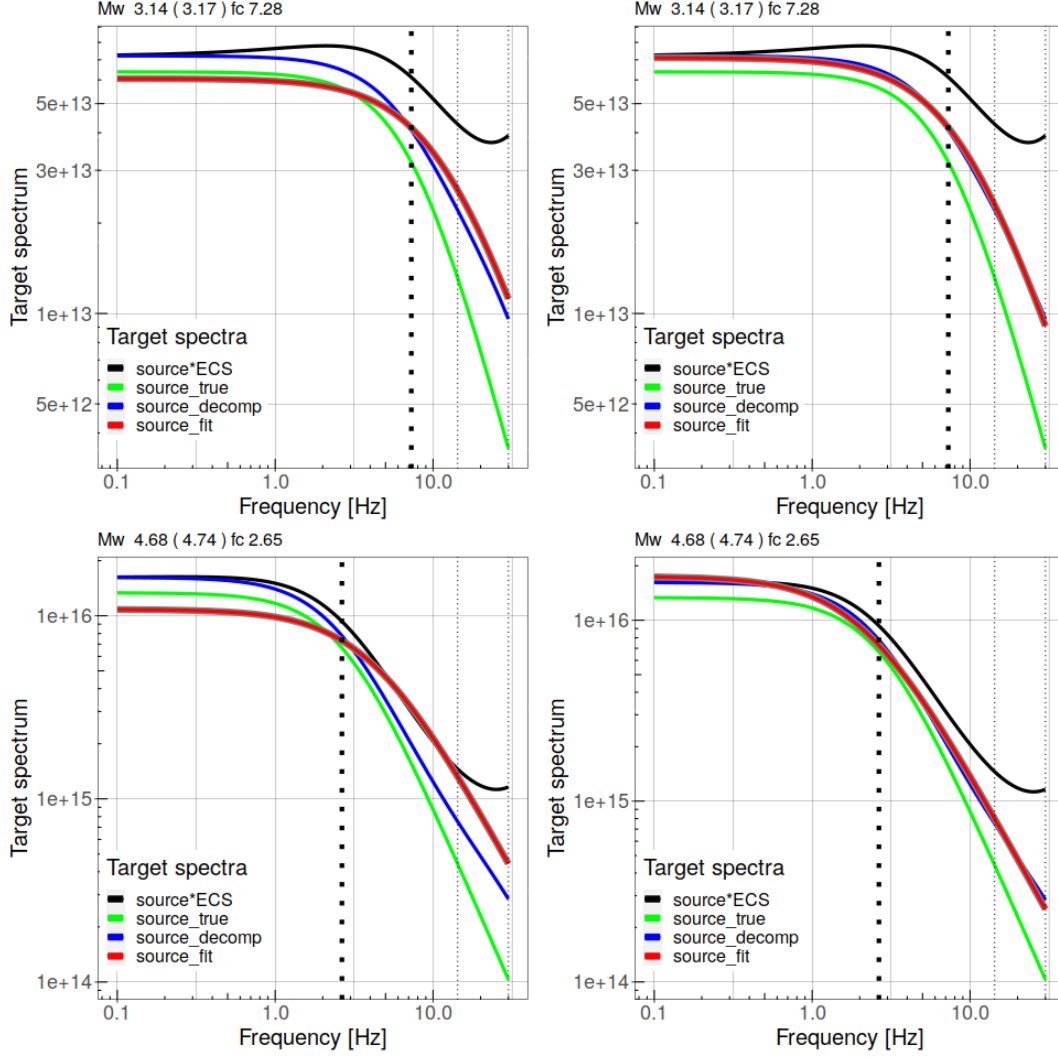 Mw 3.14 ( 3.17 ) fc 7.28
Target spectrum
5e+13
3e+13
1e+13
5e+12
Target spectra
source*ECS
source_true
source_decomp
source_fit
0.1
1.0
10.0
Frequency [Hz]
Mw 3.14 ( 3.17 ) fc 7.28
Target spectrum
5e+13
3e+13
1e+13
5e+12
Target spectra
source*ECS
source_true
source_decomp
source_fit
0.1
1.0
10.0
Frequency [Hz]
Mw 4.68 ( 4.74 ) fc 2.65
Target spectrum
1e+16
1e+15
1e+14
Target spectra
source*ECS
source_true
source_decomp
source_fit
0.1
1.0
10.0
Frequency [Hz]
Mw 4.68 ( 4.74 ) fc 2.65
Target spectrum
1e+16
1e+15
1e+14
Target spectra
source*ECS
source_true
source_decomp
source_fit
0.1
1.0
10.0
Frequency [Hz]